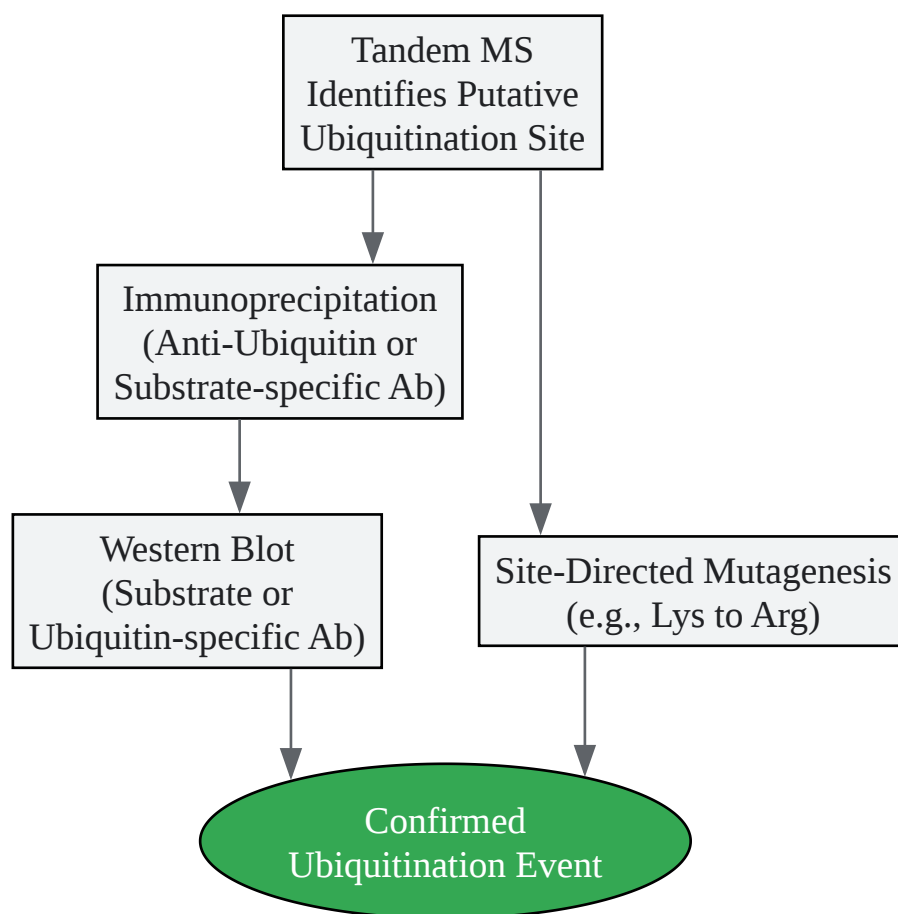 Tandem MS
Identifies Putative
Ubiquitination Site
Immunoprecipitation
(Anti-Ubiquitin or
Substrate-specific Ab)
Western Blot
(Substrate or
Ubiquitin-specific Ab)
Site-Directed Mutagenesis
(e.g., Lys to Arg)
Confirmed
Ubiquitination Event